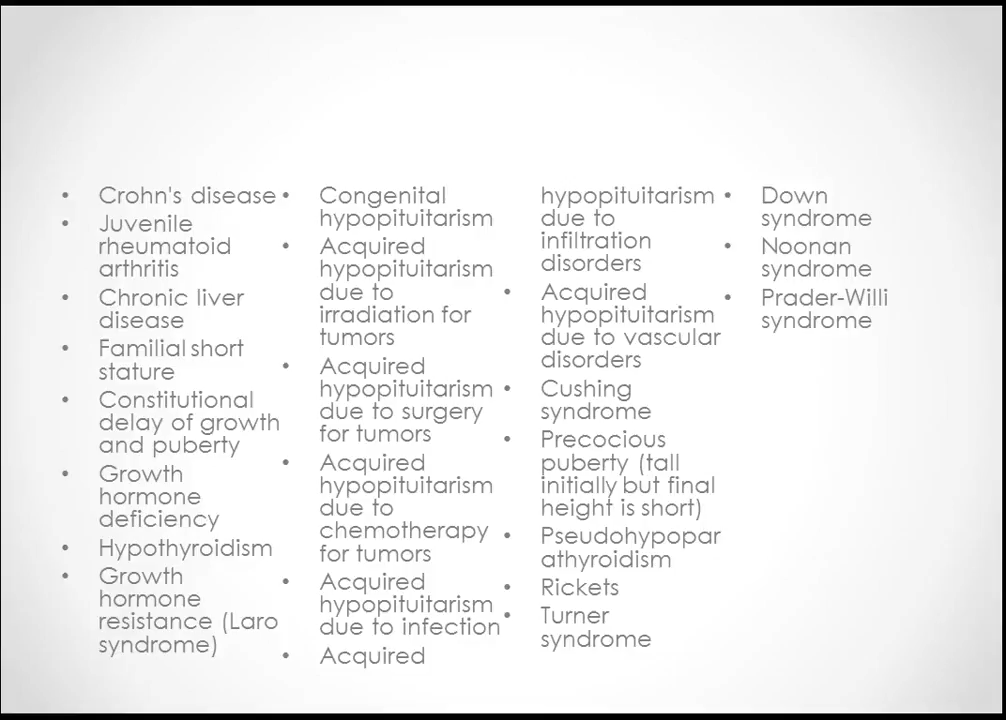 • Crohn's disease
• Juvenile
rheumatoid
arthritis
• Chronic liver
disease
• Familial short
stature
• Constitutional
delay of growth
and puberty
• Growth
hormone
deficiency
• Hypothyroidism
• Growth
hormone
resistance (Laro
syndrome)
• Congenital
hypopituitarism
• Acquired
hypopituitarism
due to
irradiation for
tumors
• Acquired
hypopituitarism
due to surgery
for tumors
• Acquired
hypopituitarism
due to
chemotherapy
for tumors
• Acquired
hypopituitarism
due to infection
• Acquired
hypopituitarism
due to
infiltration
disorders
• Acquired
hypopituitarism
due to vascular
disorders
• Cushing
syndrome
• Precocious
puberty (tall
initially but final
height is short)
• Pseudohypopar
athyroidism
• Rickets
• Turner
syndrome
• Down
syndrome
• Noonan
syndrome
• Prader-Willi
syndrome